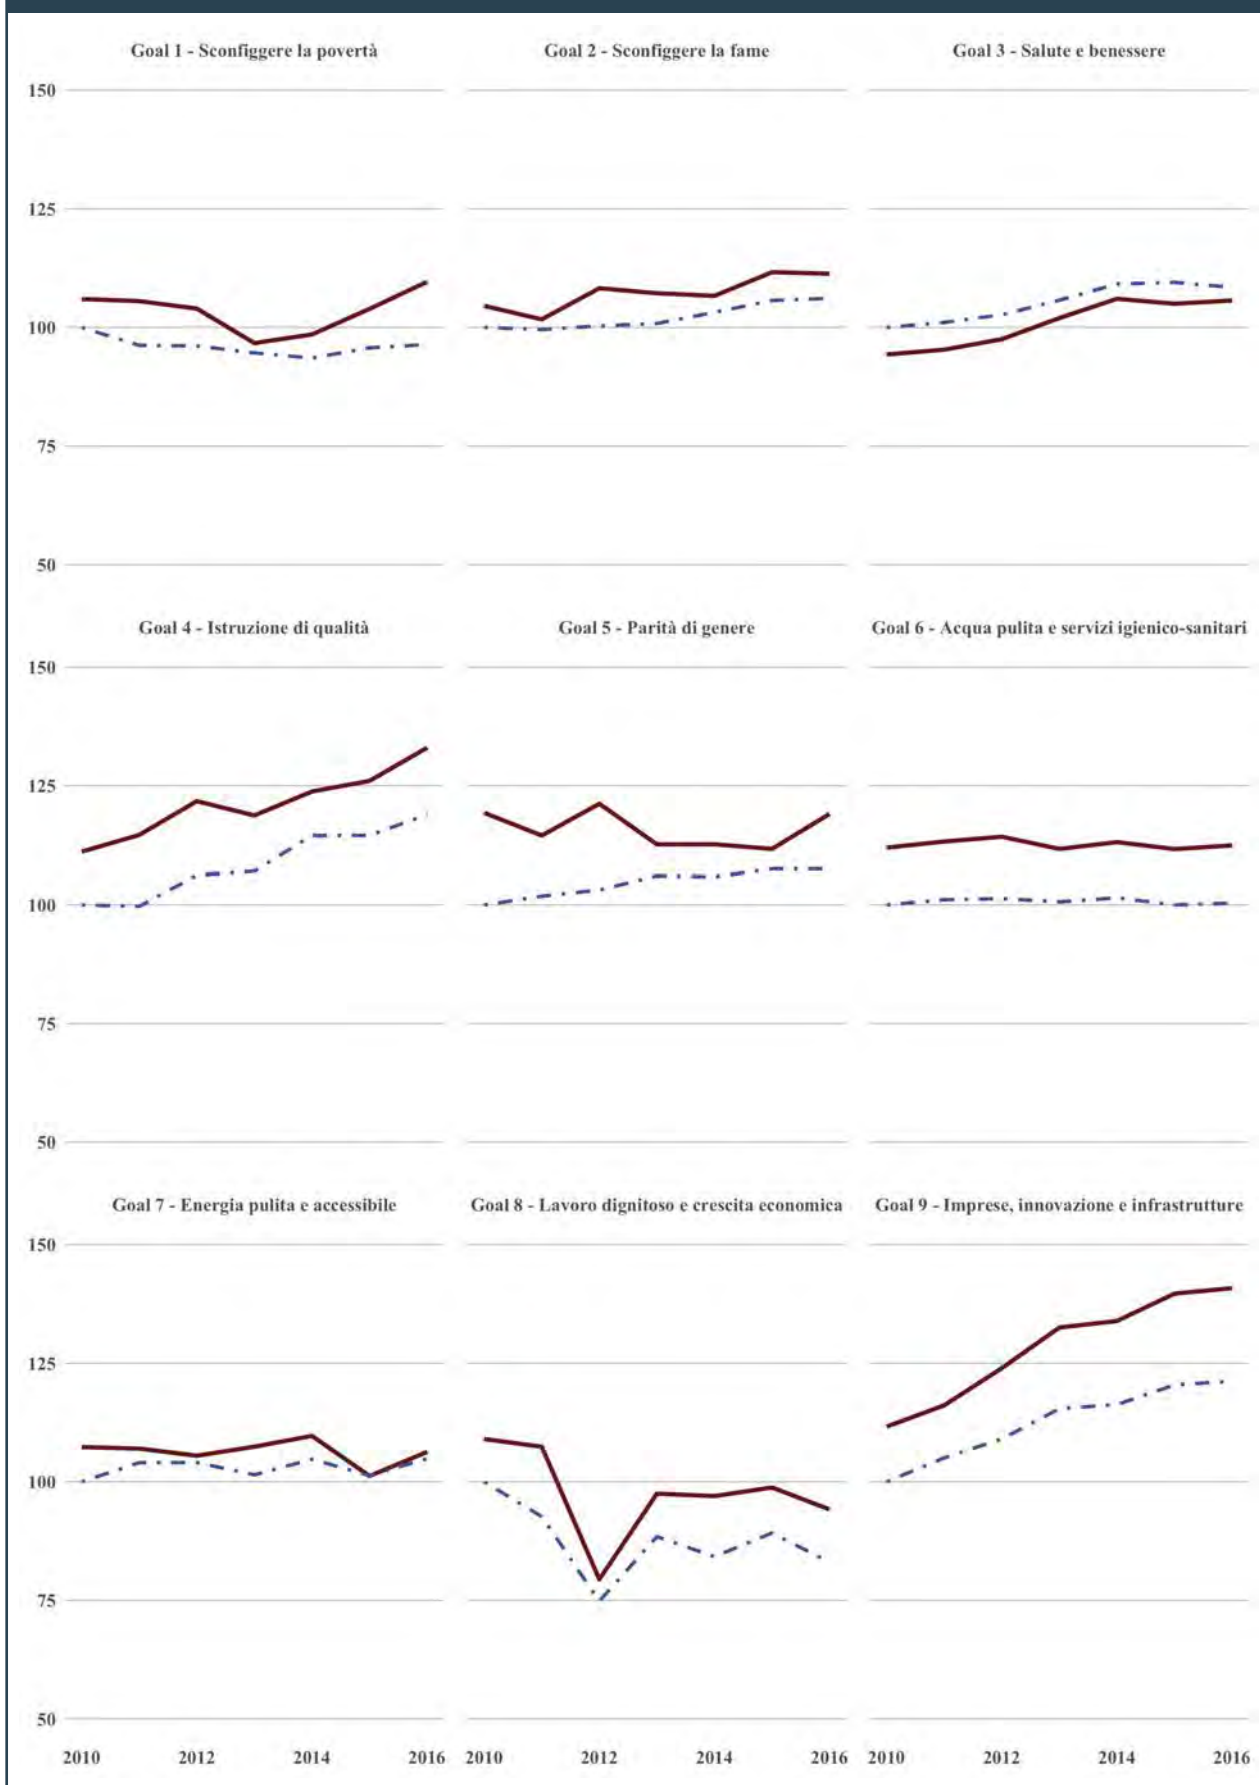 Goal 1 - Sconfiggere la povertà
Goal 2 - Sconfiggere la fame
Goal 3 - Salute e benessere
150
125
100
75
50
Goal 4 - Istruzione di qualità
Goal 5 - Parità di genere
Goal 6 - Acqua pulita e servizi igienico-sanitari
150
125
100
75
50
Goal 7 - Energia pulita e accessibile
Goal 8 - Lavoro dignitoso e crescita economica
Goal 9 - Imprese, innovazione e infrastrutture
150
125
100
75
50
2010 2012 2014 2016
2010 2012 2014 2016
2010 2012 2014 2016